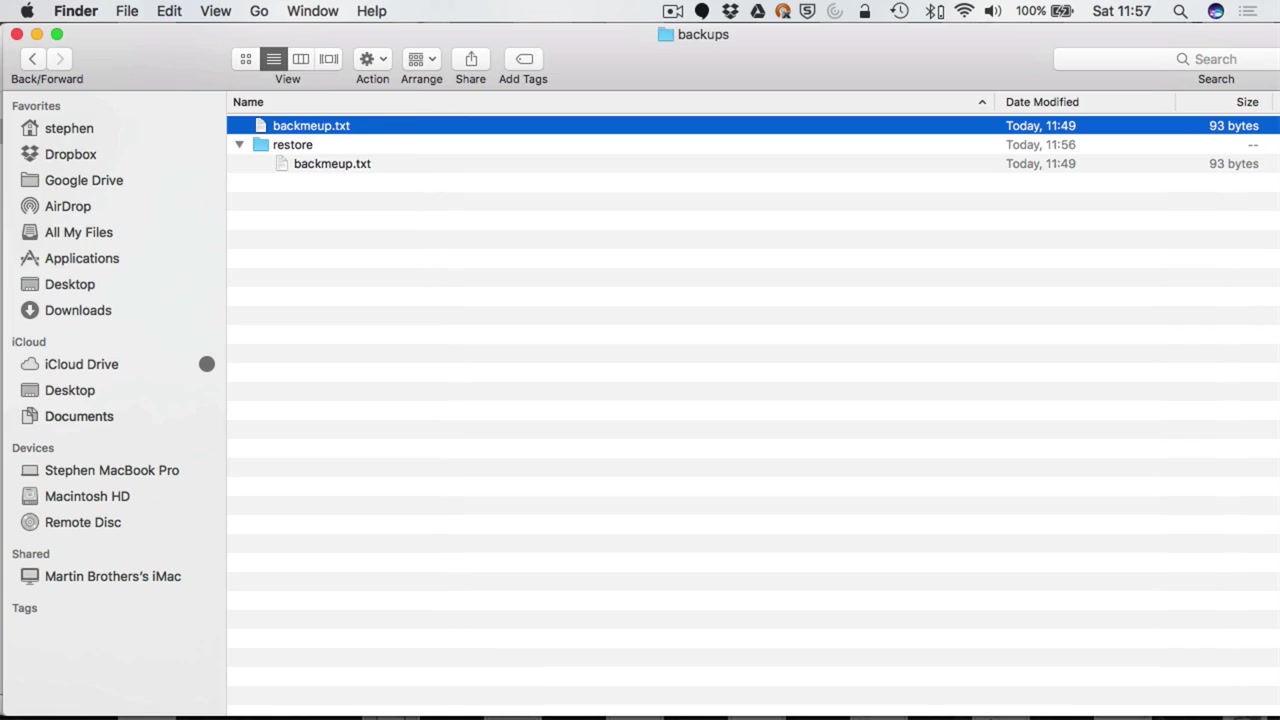 Finder File Edit View Go Window Help 100% Sat 11:57
backups
Back/Forward View Action Arrange Share Add Tags Search
Search
Favorites
stephen
Dropbox
Google Drive
AirDrop
All My Files
Applications
Desktop
Downloads
iCloud
iCloud Drive
Desktop
Documents
Devices
Stephen MacBook Pro
Macintosh HD
Remote Disc
Shared
Martin Brothers's iMac
Tags
Name Date Modified Size
backmeup.txt Today, 11:49 93 bytes
restore Today, 11:56 --
backmeup.txt Today, 11:49 93 bytes